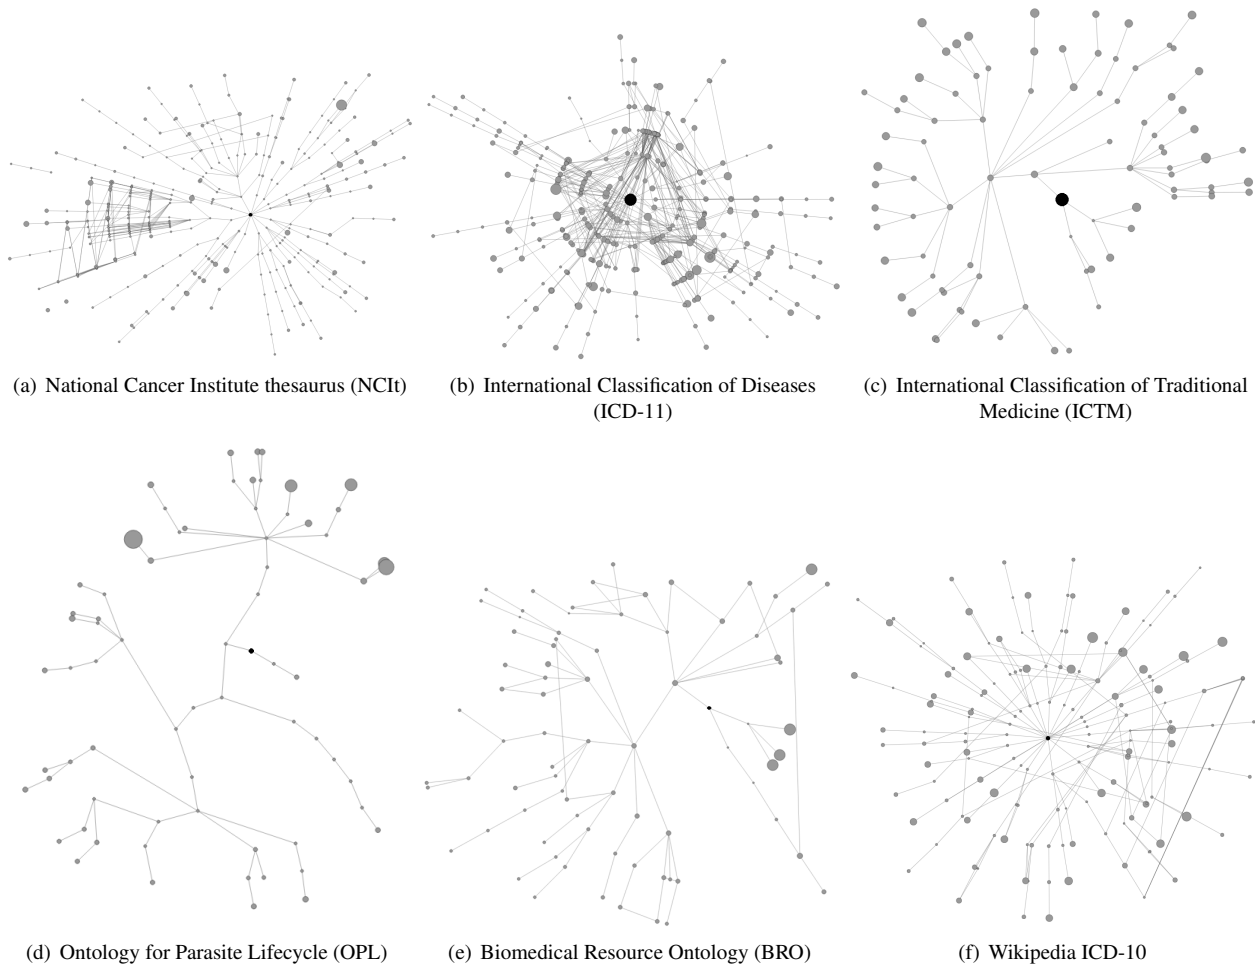 (a) National Cancer Institute thesaurus (NCIt)
(b) International Classification of Diseases
(ICD-11)
(c) International Classification of Traditional
Medicine (ICTM)
(d) Ontology for Parasite Lifecycle (OPL)
(e) Biomedical Resource Ontology (BRO)
(f) Wikipedia ICD-10